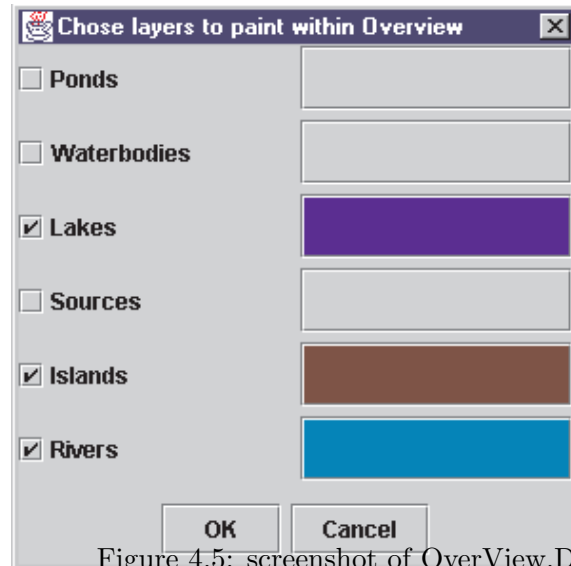 Chose layers to paint within Overview
Ponds
Waterbodies
Lakes
Sources
Islands
Rivers
OK Cancel
Figure 4.5: screenshot of OverView.D